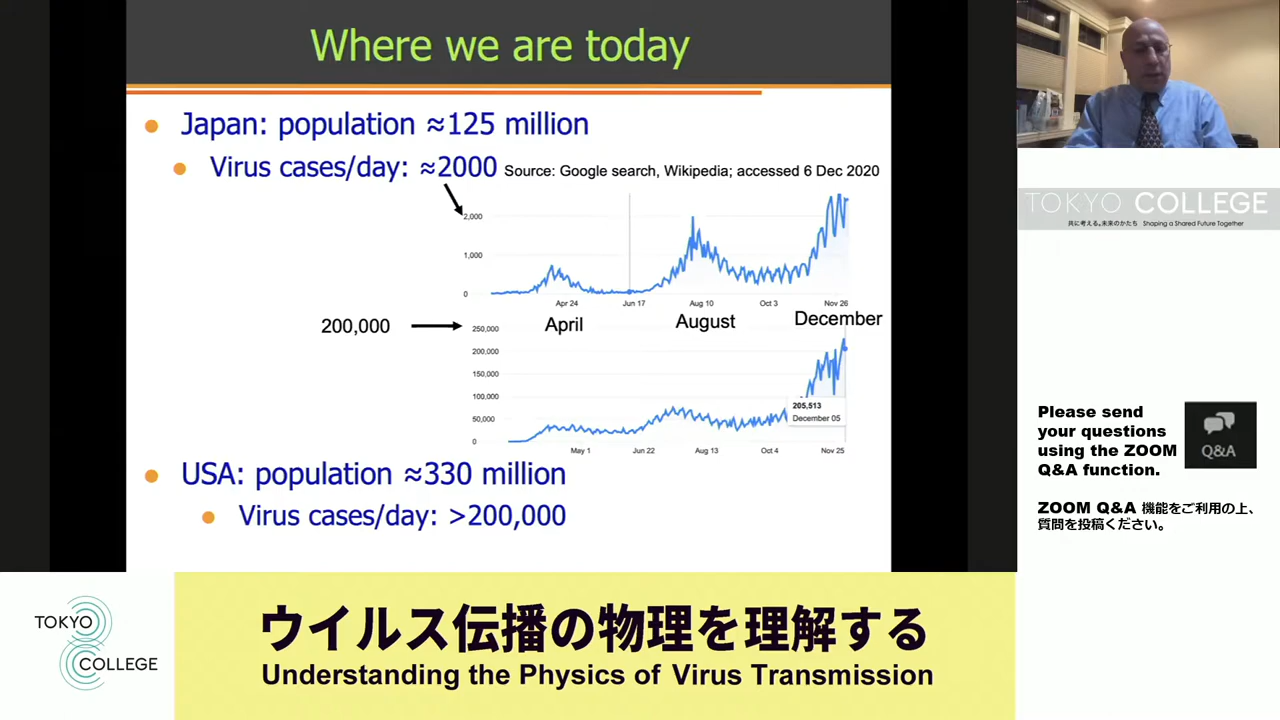 Where we are today
Japan: population ≈125 million
Virus cases/day: ≈2000
Source: Google search, Wikipedia; accessed 6 Dec 2020
2,000
1,000
0
Apr 24
Jun 17
Aug 10
Oct 3
Nov 26
April
August
December
200,000
250,000
200,000
150,000
100,000
50,000
0
205,513
December 05
May 1
Jun 22
Aug 13
Oct 4
Nov 25
USA: population ≈330 million
Virus cases/day: >200,000
TOKYO COLLEGE
共に考える、未来のかたち Shaping a Shared Future Together
Please send
your questions
using the ZOOM
Q&A function.
Q&A
ZOOM Q&A 機能をご利用の上、
質問を投稿ください。
TOKYO
COLLEGE
ウイルス伝播の物理を理解する
Understanding the Physics of Virus Transmission